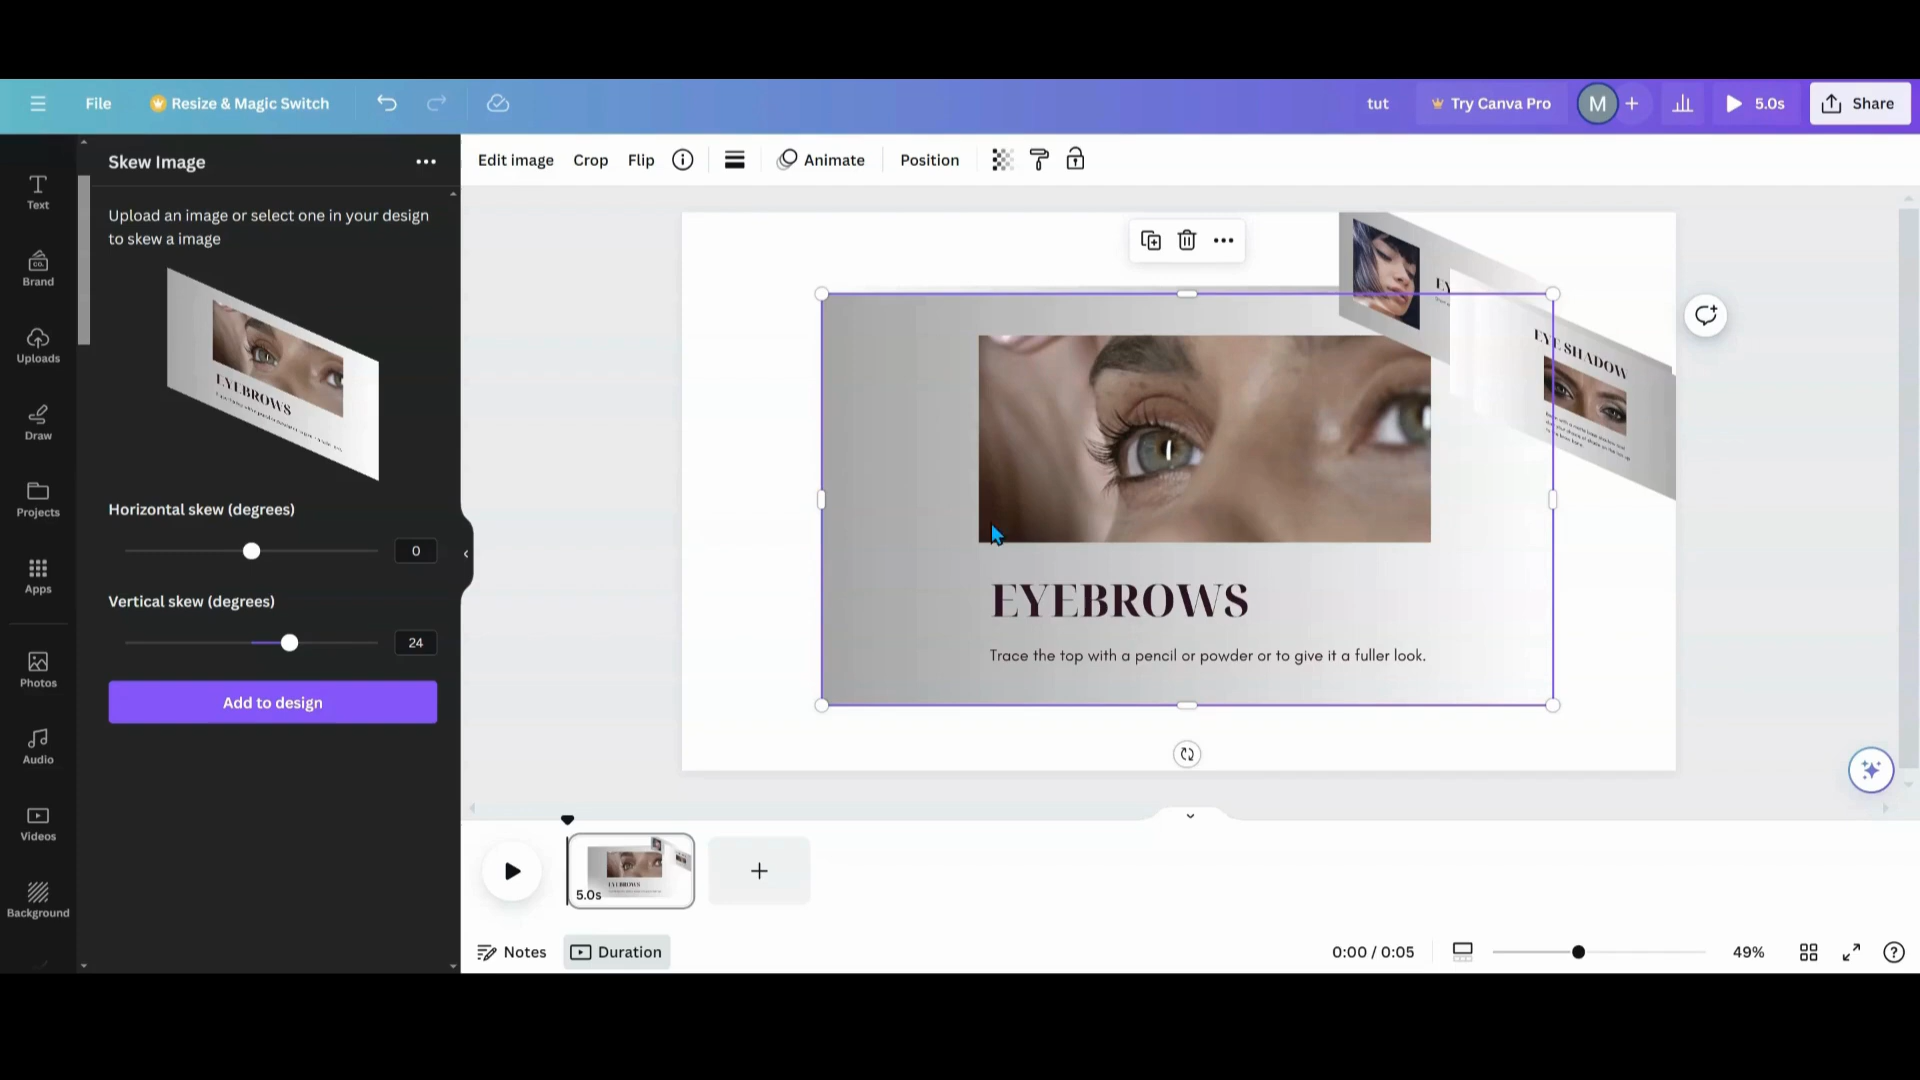 File
Resize & Magic Switch
tut
Try Canva Pro
M
5.0s
Share
Text
Brand
Uploads
Draw
Projects
Apps
Photos
Audio
Videos
Background
Skew Image
Upload an image or select one in your design
to skew a image
EYEBROWS
Horizontal skew (degrees)
0
Vertical skew (degrees)
24
Add to design
Edit image
Crop
Flip
Animate
Position
EY
EYE SHADOW
EYEBROWS
Trace the top with a pencil or powder or to give it a fuller look.
5.0s
EYEBROWS
Notes
Duration
0:00 / 0:05
49%